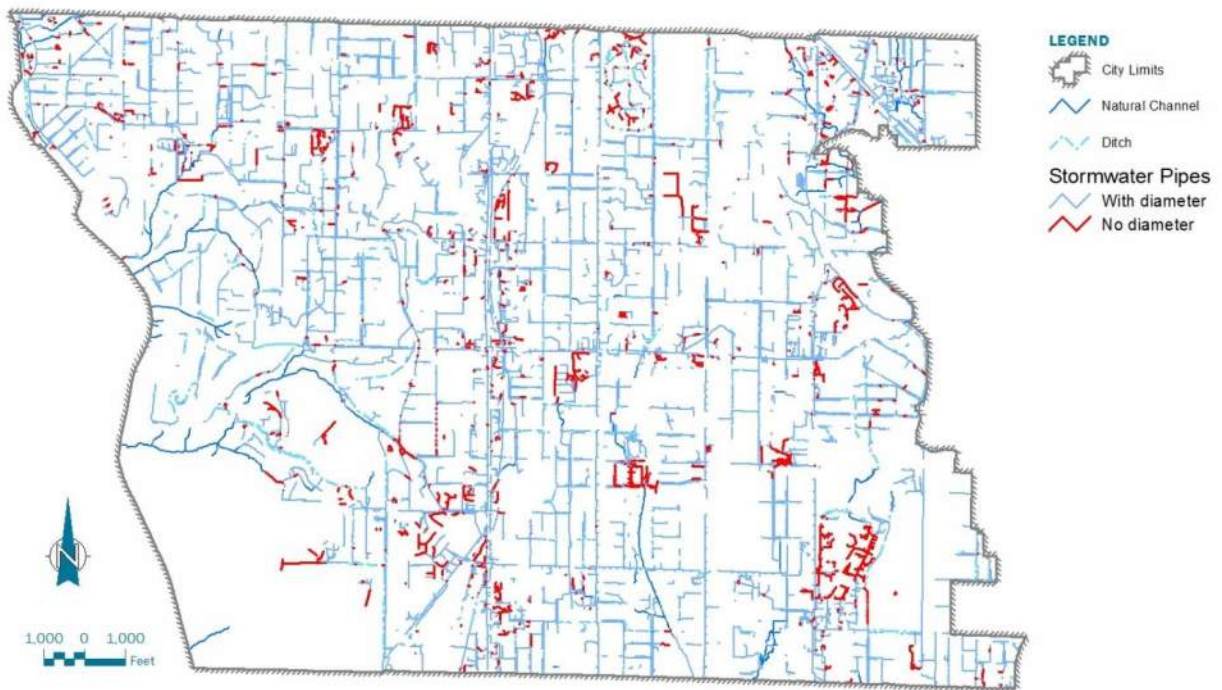 LEGEND
City Limits
Natural Channel
Ditch
Stormwater Pipes
With diameter
No diameter
N
1,000 0 1,000
Feet